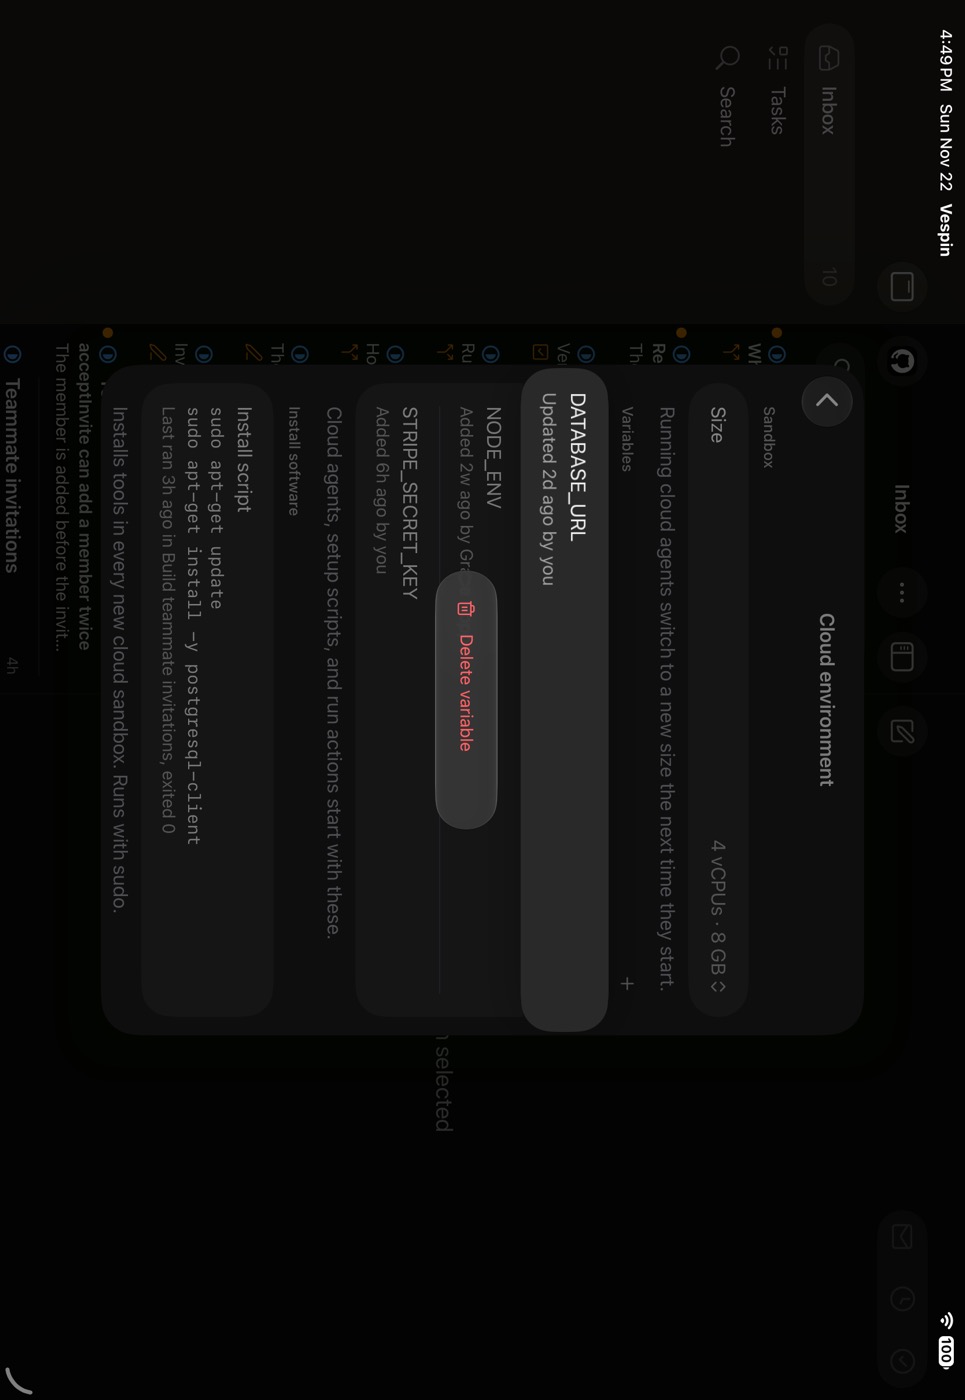 4:49 PM Sun Nov 22 Vespin
100
Inbox
Inbox 10
Tasks
Search
Cloud environment
Sandbox
Size 4 vCPUs · 8 GB
Running cloud agents switch to a new size the next time they start.
Variables
DATABASE_URL
Updated 2d ago by you
NODE_ENV
Added 2w ago by
Delete variable
STRIPE_SECRET_KEY
Added 6h ago by you
Cloud agents, setup scripts, and run actions start with these.
Install software
Install script
sudo apt-get update
sudo apt-get install -y postgresql-client
Last ran 3h ago in Build teammate invitations, exited 0
Installs tools in every new cloud sandbox. Runs with sudo.
selected
acceptInvite can add a member twice
The member is added before the invit...
Teammate invitations 4h